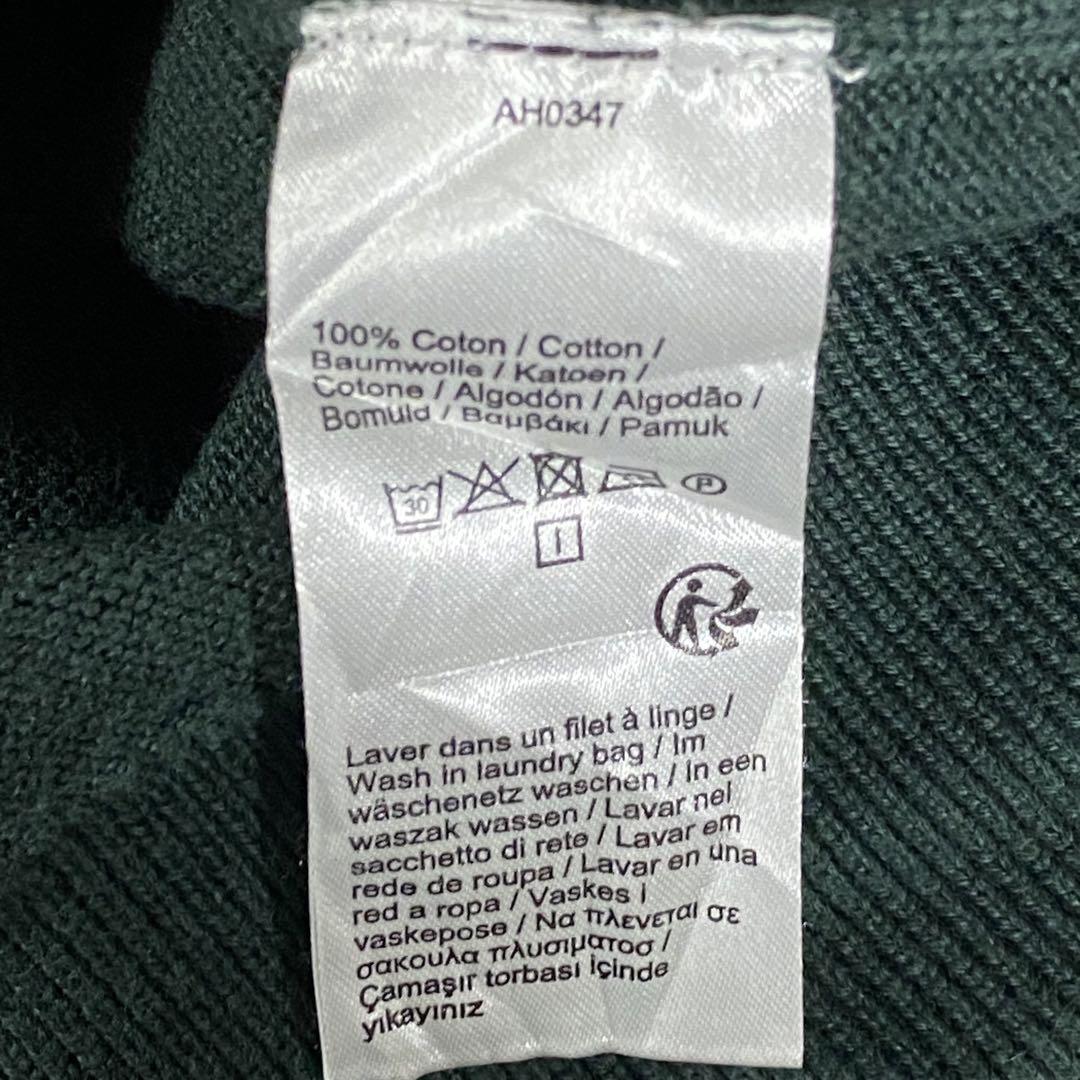 AH0347
100% Coton / Cotton /
Baumwolle / Katoen /
Cotone / Algodón / Algodão /
Bomuld / Βαμβάκι / Pamuk
30
P
Laver dans un filet à linge /
Wash in laundry bag / Im
wäschenetz waschen / In een
waszak wassen / Lavar nel
sacchetto di rete / Lavar em
rede de roupa / Lavar en una
red a ropa / Vaskes i
vaskepose / Να πλενεται σε
σακουλα πλυσιματοσ /
Çamaşır torbası İçinde
yıkayınız